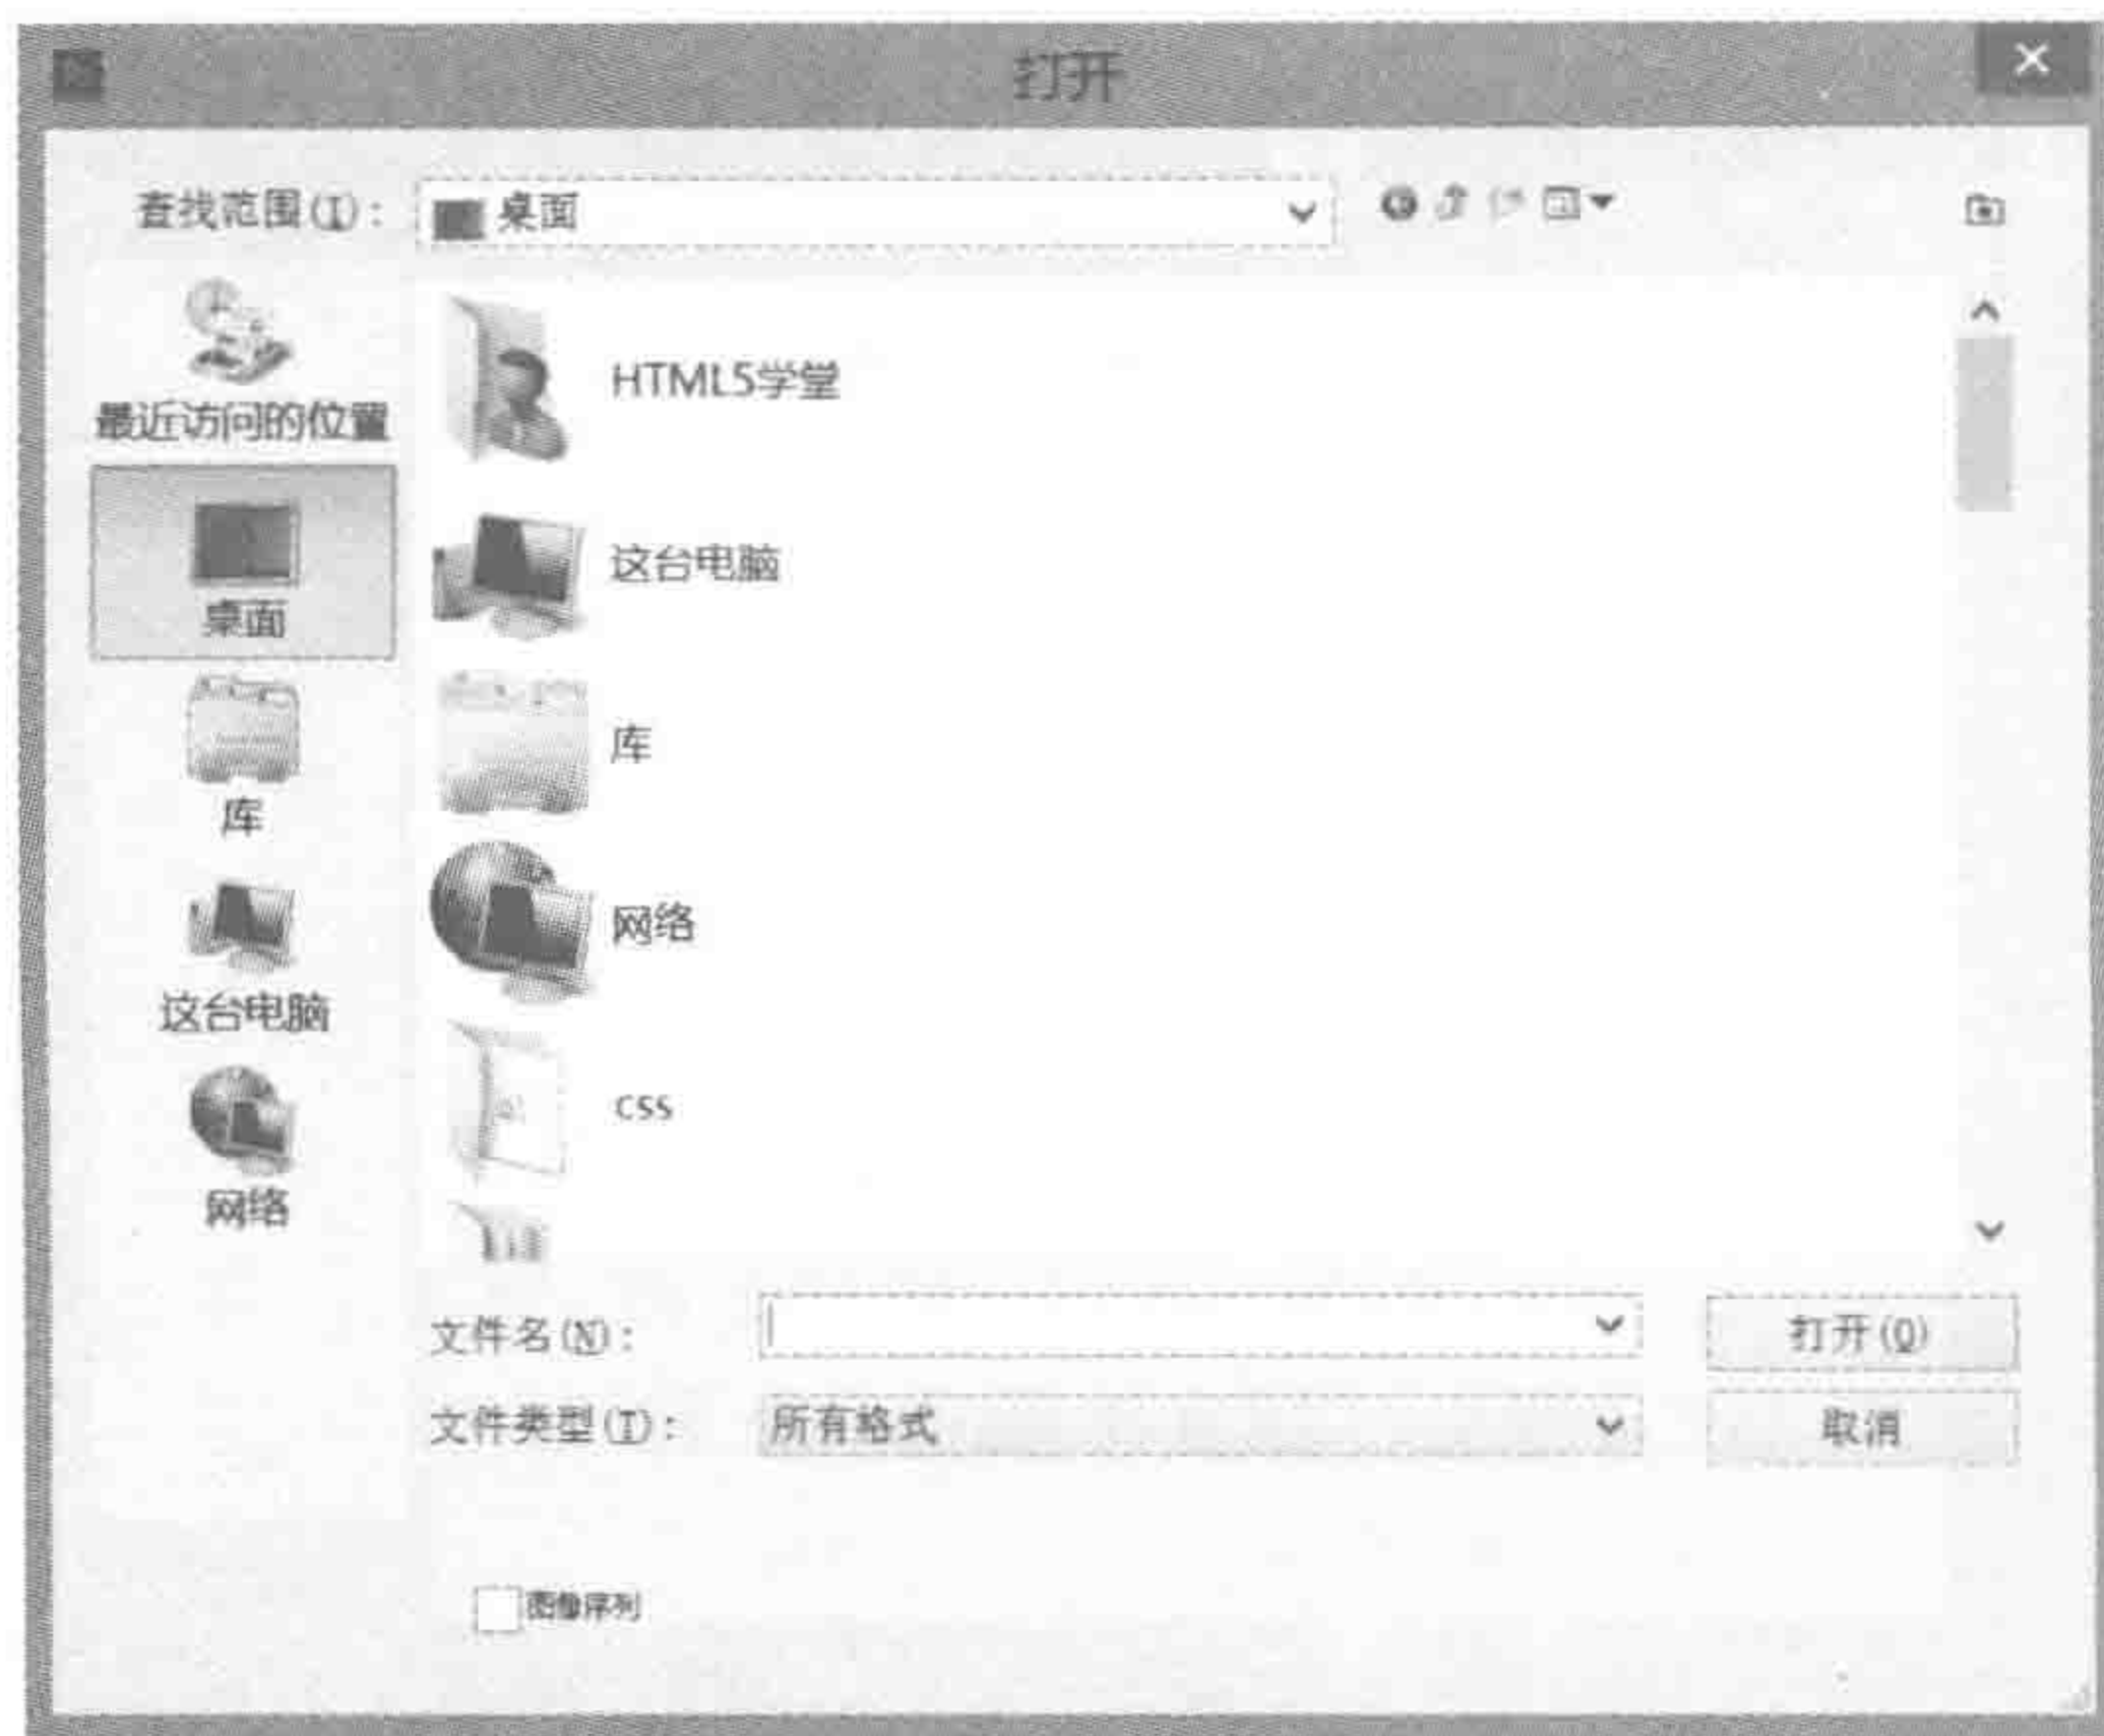 打开
查找范围(I): 桌面
最近访问的位置
桌面
库
这台电脑
网络
HTML5学堂
这台电脑
库
网络
css
文件名(N): 打开(O)
文件类型(T): 所有格式 取消
图像序列